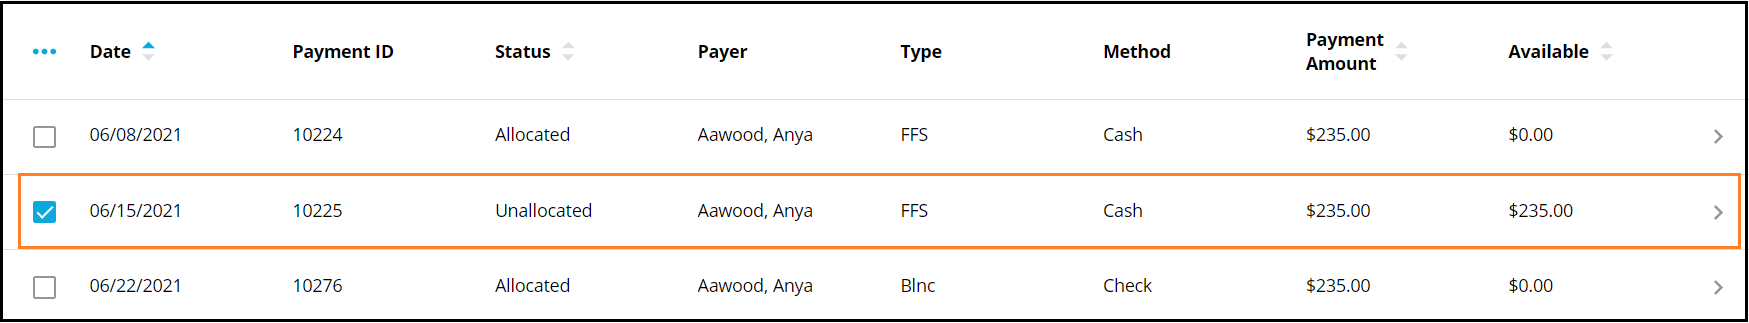 Date Payment ID Status Payer Type Method Payment Amount Available
06/08/2021 10224 Allocated Aawood, Anya FFS Cash $235.00 $0.00
06/15/2021 10225 Unallocated Aawood, Anya FFS Cash $235.00 $235.00
06/22/2021 10276 Allocated Aawood, Anya Blnc Check $235.00 $0.00